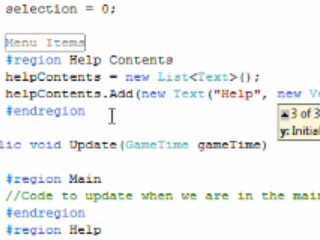 selection = 0;
Menu Items
#region Help Contents
helpContents = new List<Text>();
helpContents.Add(new Text("Help", new Ve
#endregion
3 of 3
y: Initial
lic void Update(GameTime gameTime)
#region Main
//Code to update when we are in the main
#endregion
#region Help